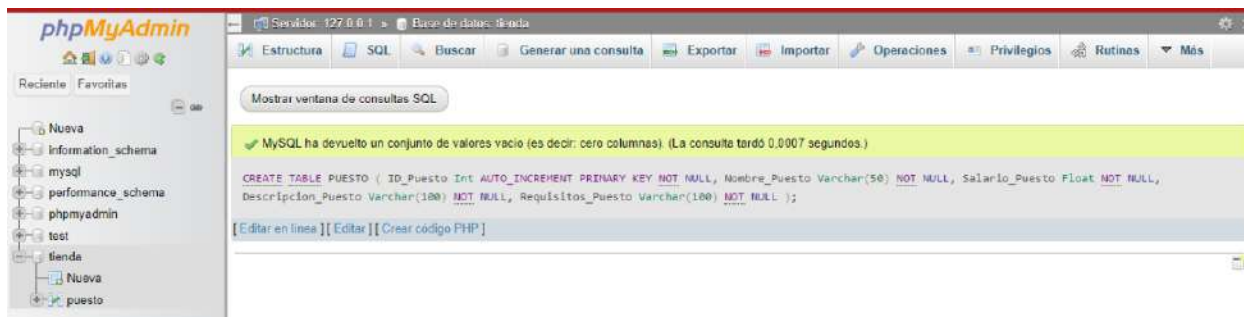 phpMyAdmin
Servidor: 127.0.0.1 » Base de datos: tienda
Estructura SQL Buscar Generar una consulta Exportar Importar Operaciones Privilegios Rutinas Más
Reciente Favoritas
Mostrar ventana de consultas SQL
Nueva
information_schema
mysql
performance_schema
phpmyadmin
test
tienda
Nueva
puesto
MySQL ha devuelto un conjunto de valores vacío (es decir: cero columnas). (La consulta tardó 0,0007 segundos.)
CREATE TABLE PUESTO ( ID_Puesto Int AUTO_INCREMENT PRIMARY KEY NOT NULL, Nombre_Puesto Varchar(50) NOT NULL, Salario_Puesto Float NOT NULL,
Descripcion_Puesto Varchar(100) NOT NULL, Requisitos_Puesto Varchar(100) NOT NULL );
[ Editar en línea ] [ Editar ] [ Crear código PHP ]